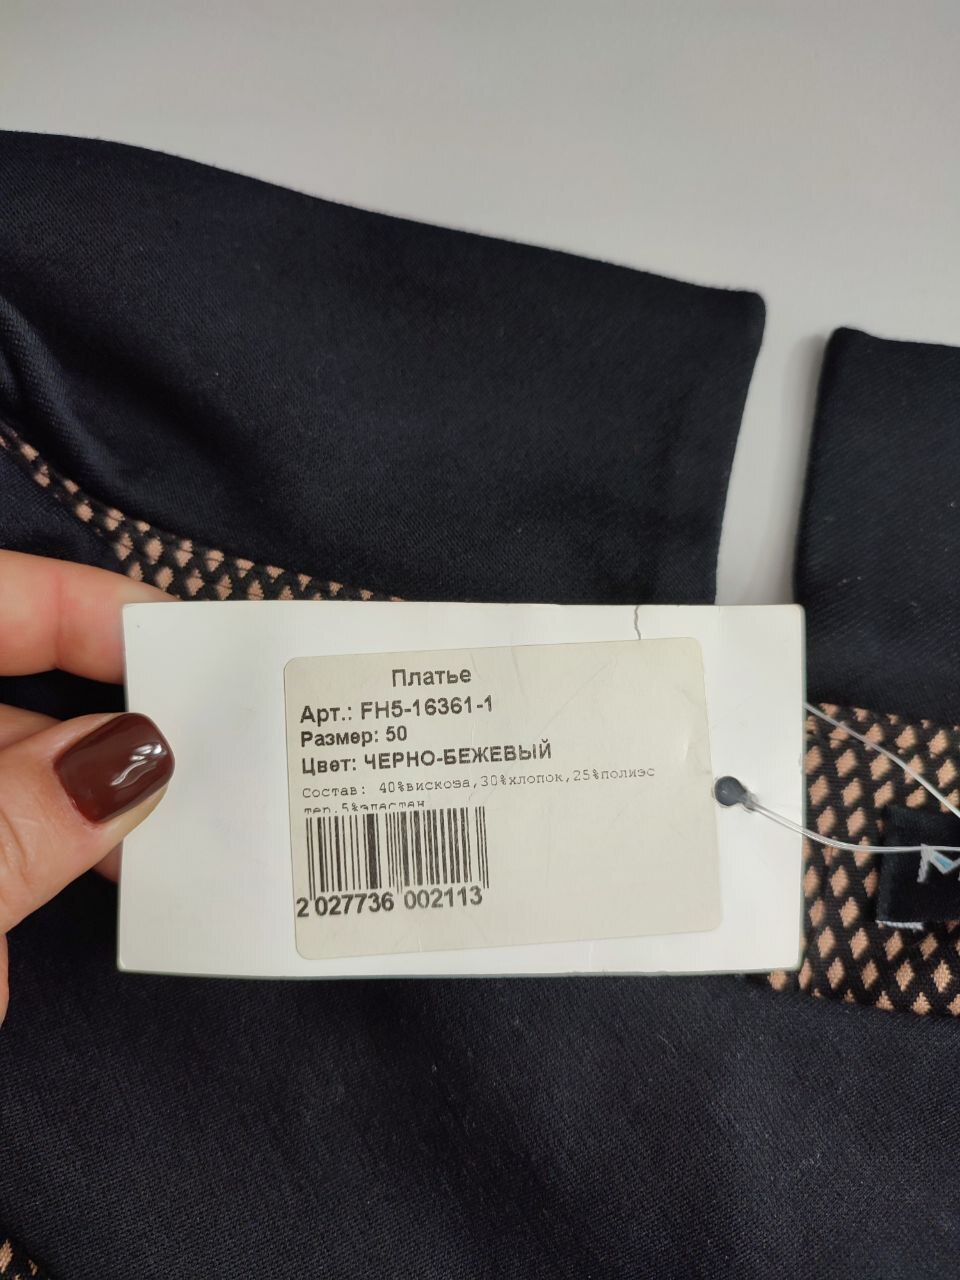 Платье
Арт.: FH5-16361-1
Размер: 50
Цвет: ЧЕРНО-БЕЖЕВЫЙ
Состав: 40%вискоза,30%хлопок,25%полиэс
тер,5%эластан
2 027736 002113